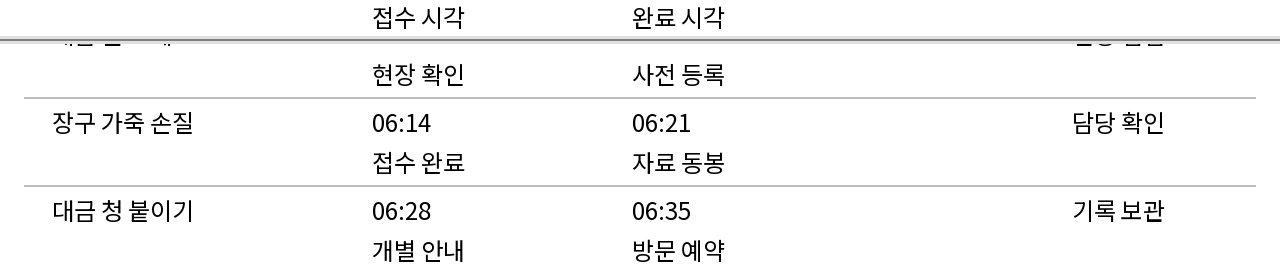 접수 시각 완료 시각
현장 확인 사전 등록
장구 가죽 손질 06:14 06:21 담당 확인
접수 완료 자료 동봉
대금 청 붙이기 06:28 06:35 기록 보관
개별 안내 방문 예약